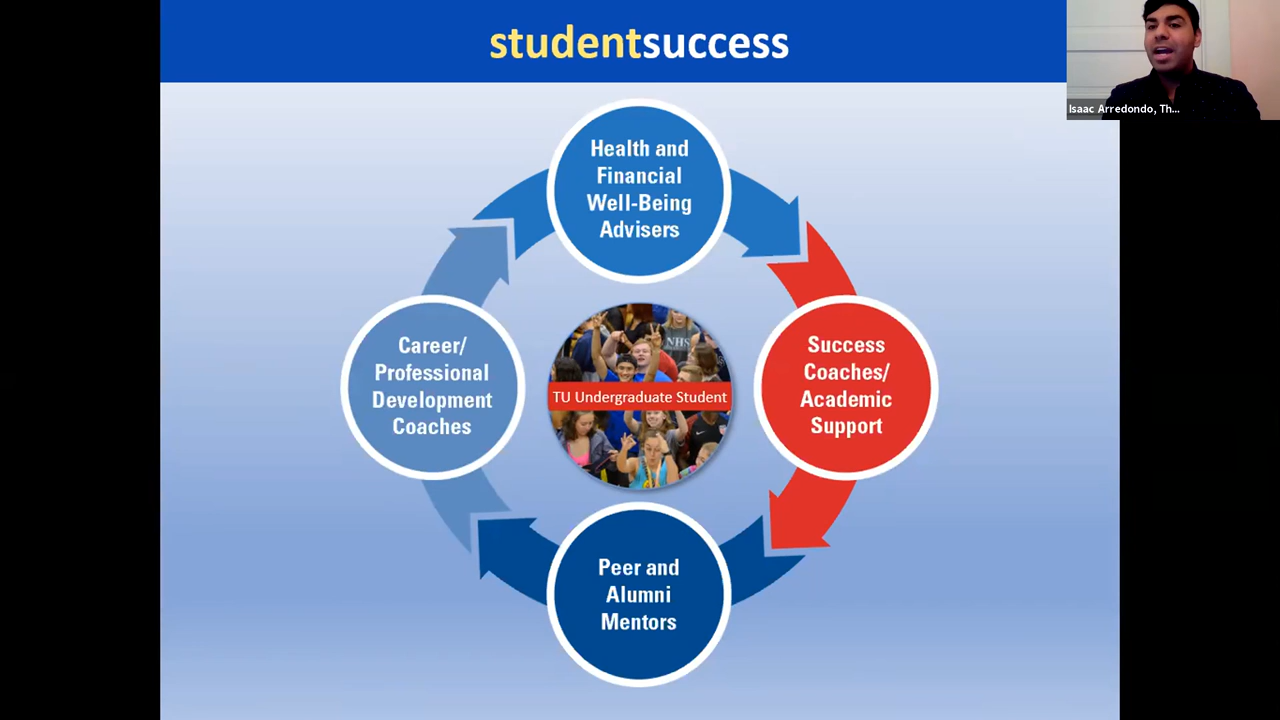 studentsuccess
Isaac Arredondo, Th...
Health and
Financial
Well-Being
Advisers
Success
Coaches/
Academic
Support
Career/
Professional
Development
Coaches
NHS
TU Undergraduate Student
Peer and
Alumni
Mentors